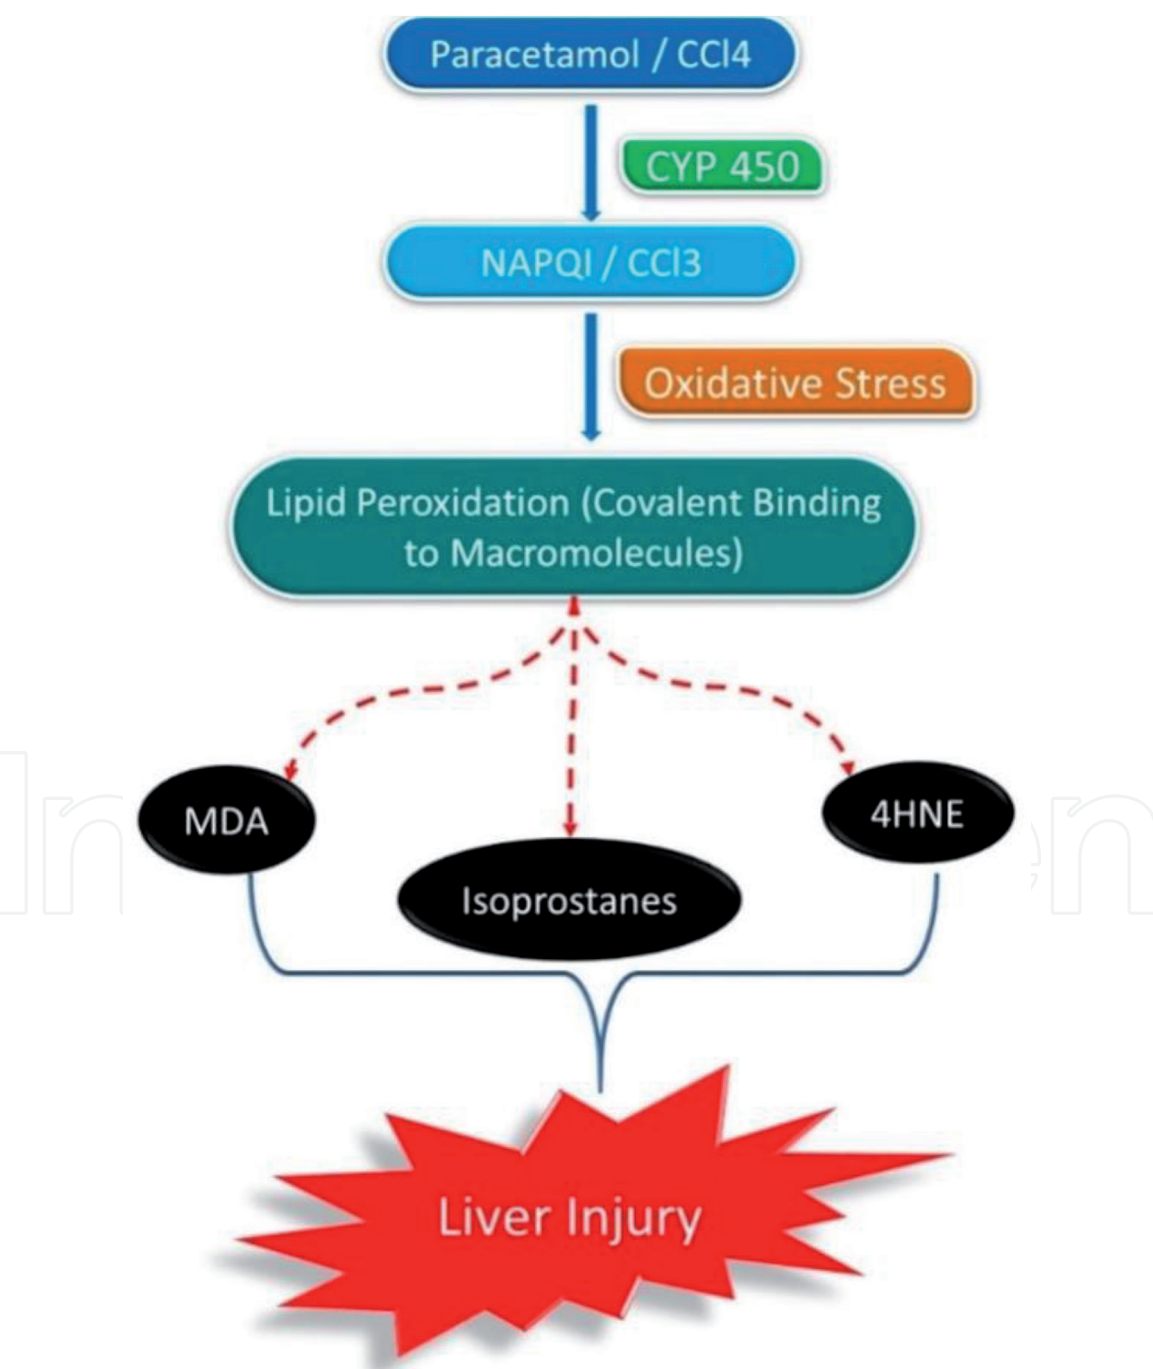 Paracetamol / CCl4
CYP 450
NAPQI / CCl3
Oxidative Stress
Lipid Peroxidation (Covalent Binding
to Macromolecules)
MDA
4HNE
Isoprostanes
Liver Injury